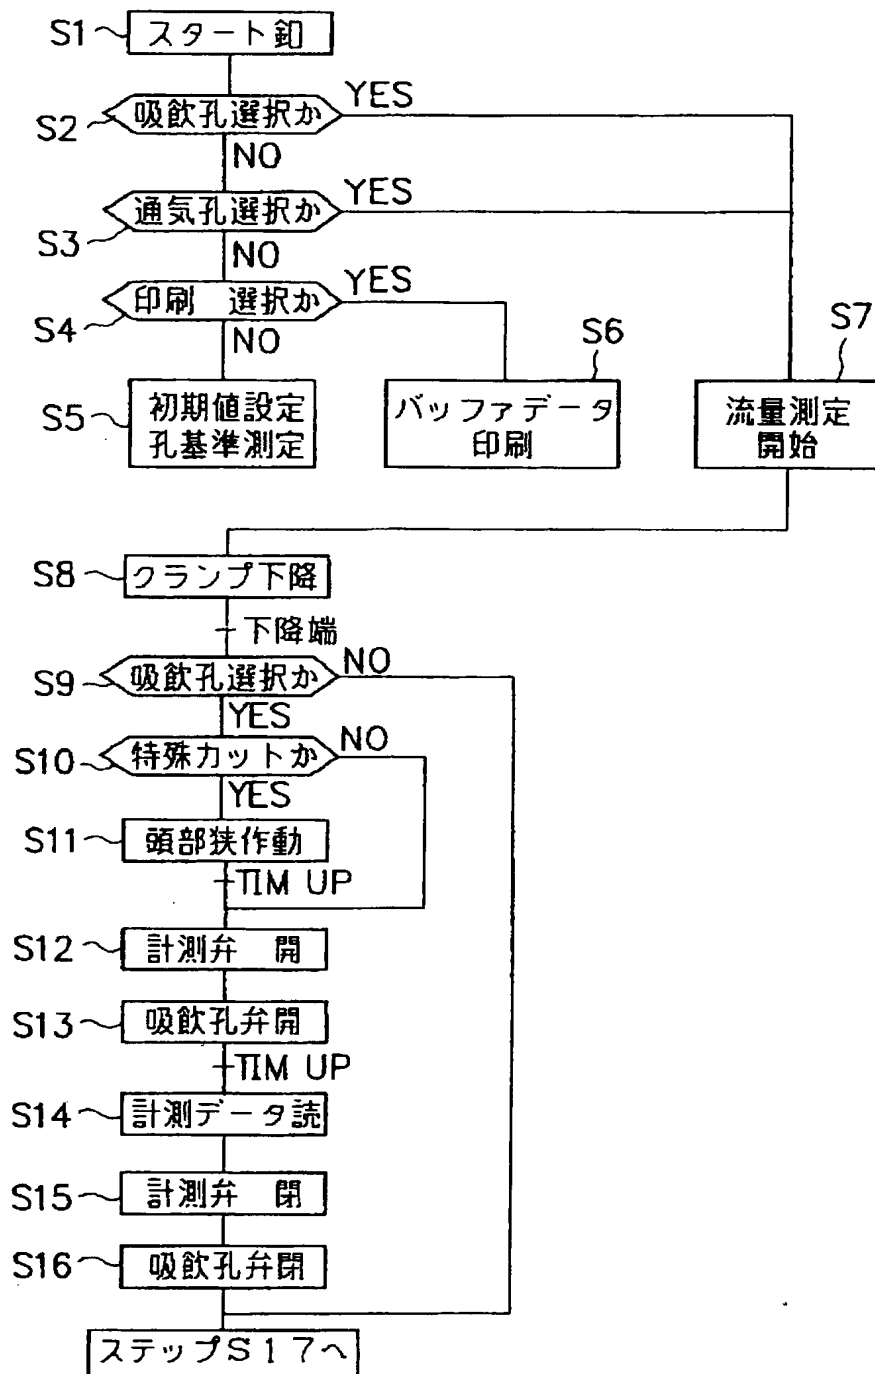 S1 スタート釦
S2 吸飲孔選択か YES
NO
S3 通気孔選択か YES
NO
S4 印刷 選択か YES
NO
S5 初期値設定
孔基準測定
S6 バッファデータ
印刷
S7 流量測定
開始
S8 クランプ下降
下降端
S9 吸飲孔選択か NO
YES
S10 特殊カットか NO
YES
S11 頭部狭作動
TIM UP
S12 計測弁 開
S13 吸飲孔弁開
TIM UP
S14 計測データ読
S15 計測弁 閉
S16 吸飲孔弁閉
ステップS17へ